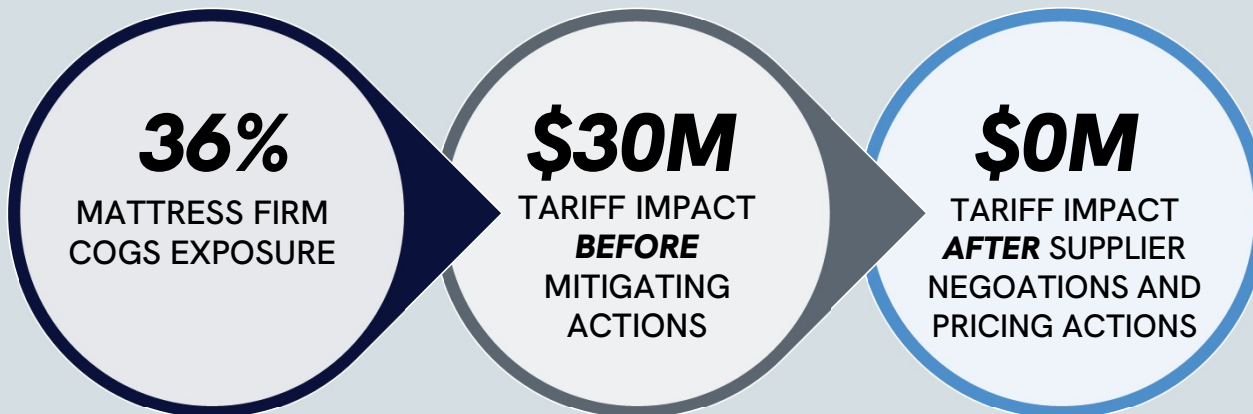 36%
MATTRESS FIRM
COGS EXPOSURE
$30M
TARIFF IMPACT
BEFORE
MITIGATING
ACTIONS
$0M
TARIFF IMPACT
AFTER SUPPLIER
NEGOATIONS AND
PRICING ACTIONS